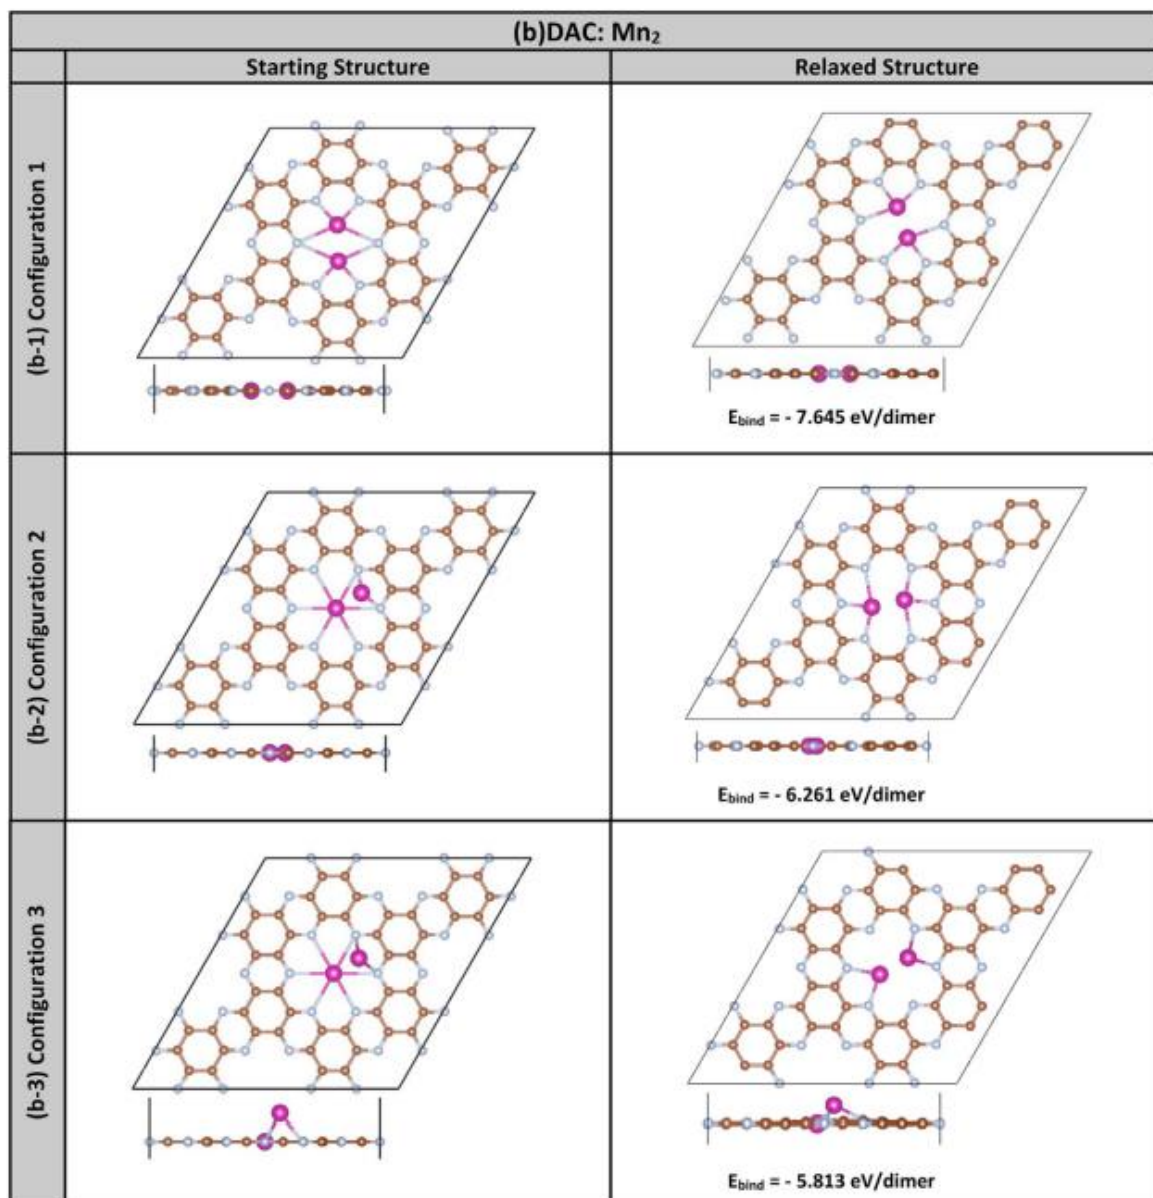 (b)DAC: Mn₂
Starting Structure
Relaxed Structure
(b-1) Configuration 1
E_bind = - 7.645 eV/dimer
(b-2) Configuration 2
E_bind = - 6.261 eV/dimer
(b-3) Configuration 3
E_bind = - 5.813 eV/dimer